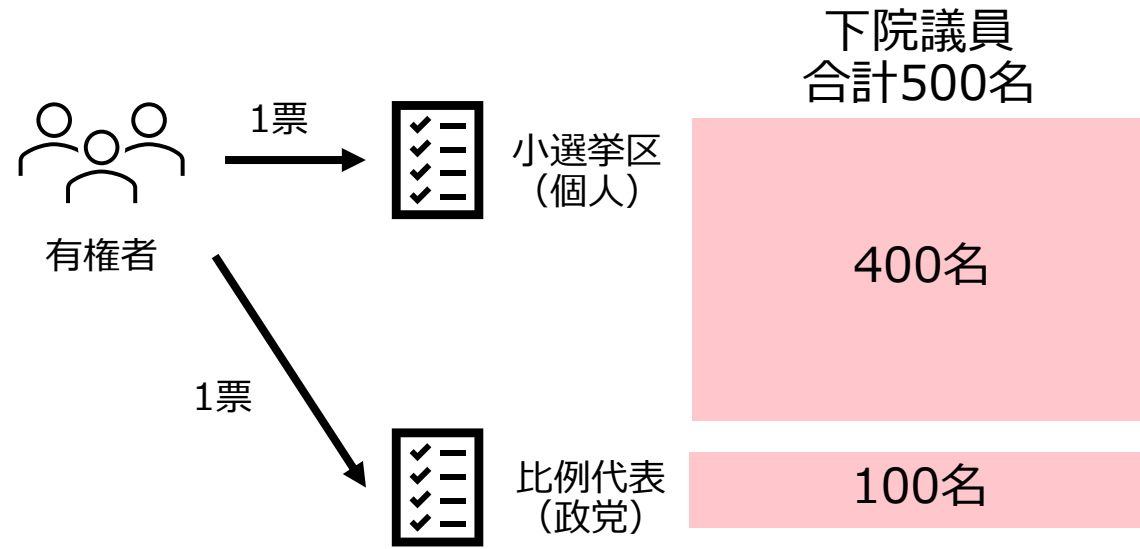 下院議員
合計500名
1票
小選挙区
（個人）
有権者
400名
1票
比例代表
（政党）
100名